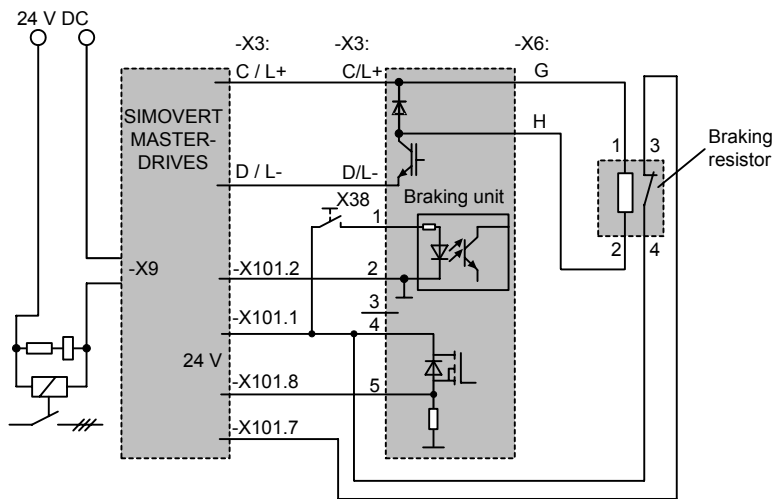 24 V DC
-X3:
-X3:
-X6:
C / L+
C/L+
G
SIMOVERT
MASTER-
DRIVES
H
1
3
Braking
resistor
D / L-
D/L-
X38
Braking unit
1
2
4
-X9
-X101.2
2
-X101.1
3
4
24 V
-X101.8
5
-X101.7